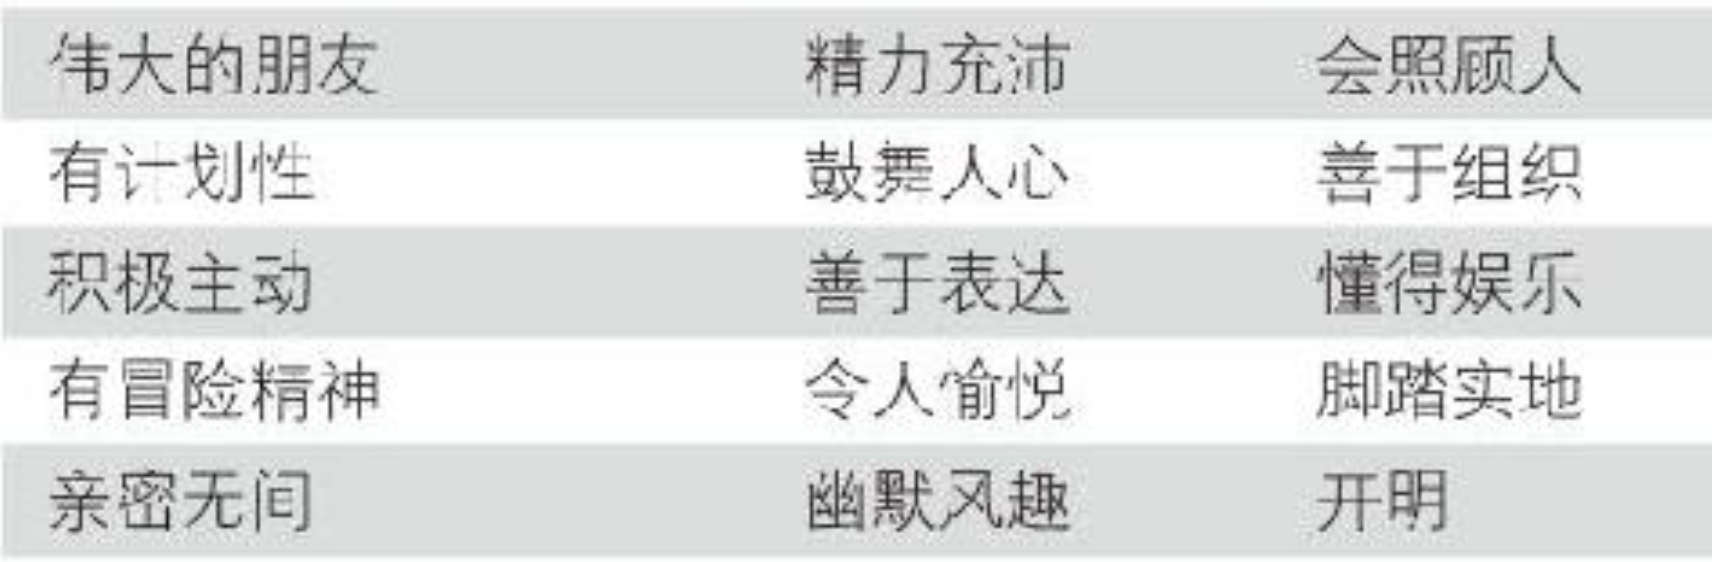 伟大的朋友 精力充沛 会照顾人
有计划性 鼓舞人心 善于组织
积极主动 善于表达 懂得娱乐
有冒险精神 令人愉悦 脚踏实地
亲密无间 幽默风趣 开明